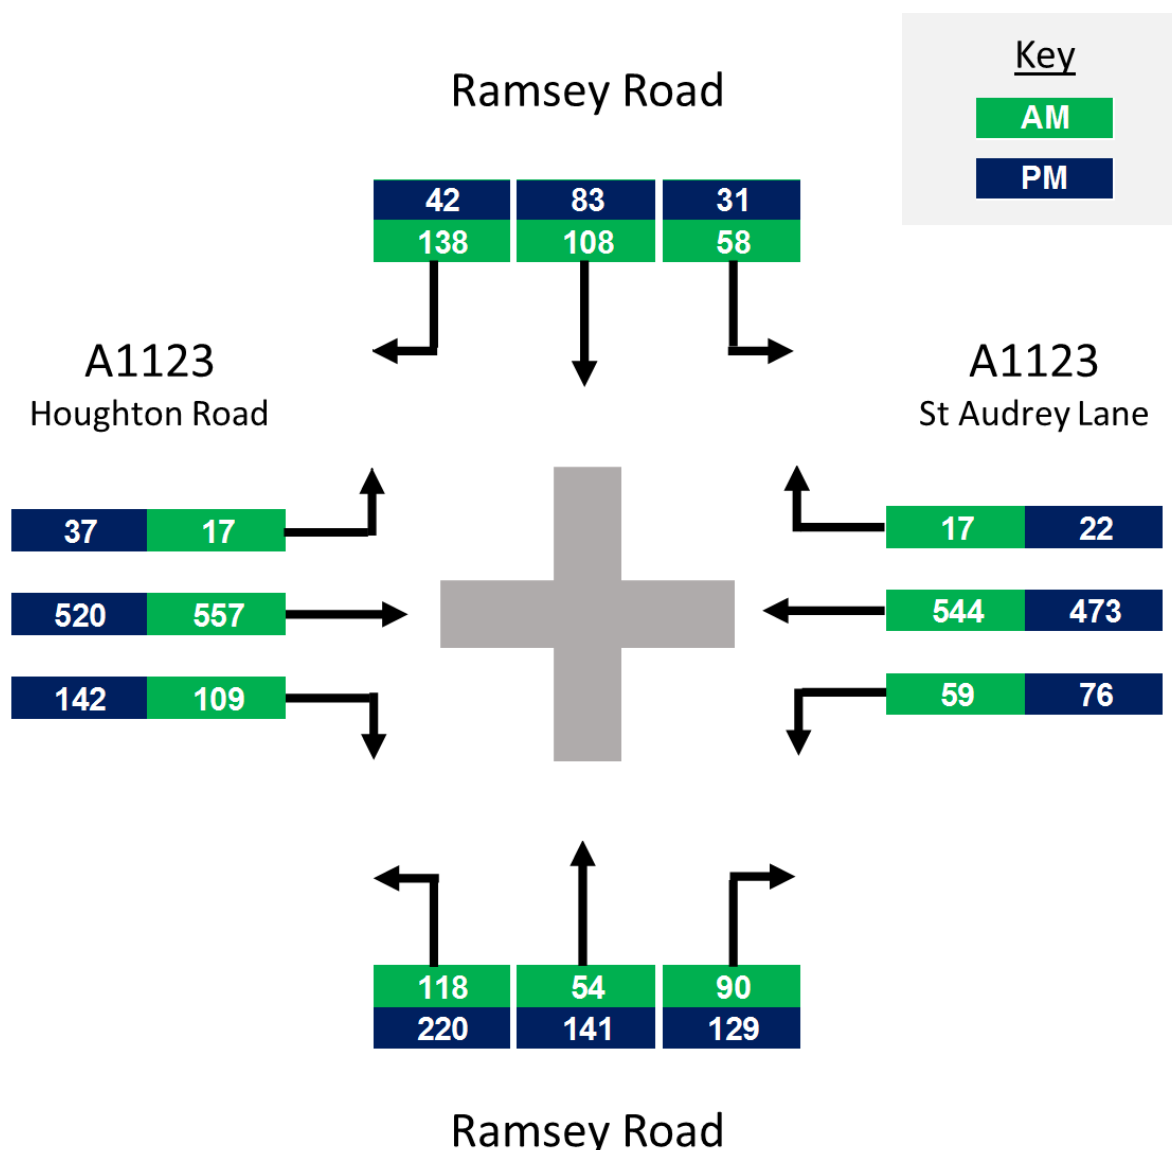 Key
AM
PM
Ramsey Road
42 83 31
138 108 58
A1123
Houghton Road
A1123
St Audrey Lane
37 17
520 557
142 109
17 22
544 473
59 76
118 54 90
220 141 129
Ramsey Road